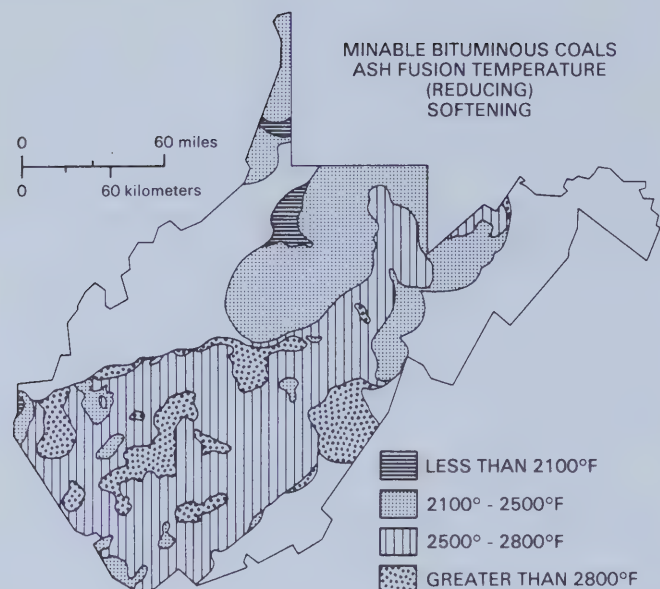 MINABLE BITUMINOUS COALS
ASH FUSION TEMPERATURE
(REDUCING)
SOFTENING
0 60 miles
0 60 kilometers
LESS THAN 2100°F
2100° - 2500°F
2500° - 2800°F
GREATER THAN 2800°F